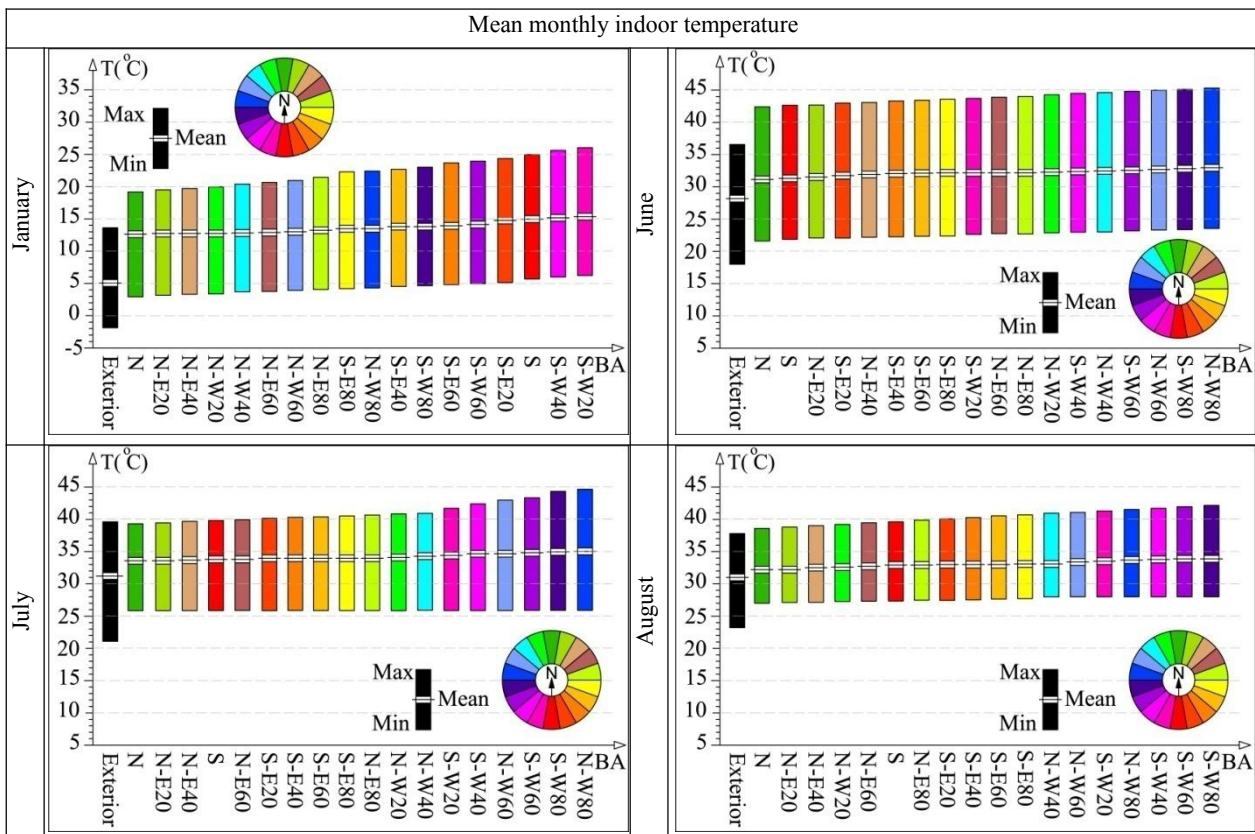 Mean monthly indoor temperature
January
T(°C)
35
30
25
20
15
10
5
0
-5
Max
Mean
Min
N
Exterior
N
N-E20
N-E40
N-W20
N-W40
N-E60
N-W60
N-E80
S-E80
N-W80
S-E40
S-W80
S-E60
S-W60
S-E20
S
S-W40
S-W20
BA
June
T(°C)
45
40
35
30
25
20
15
10
5
Max
Mean
Min
N
Exterior
N
S
N-E20
S-E20
N-E40
S-E40
S-E60
S-E80
S-W20
N-E60
N-E80
N-W20
S-W40
N-W40
S-W60
N-W60
S-W80
N-W80
BA
July
T(°C)
45
40
35
30
25
20
15
10
5
Max
Mean
Min
N
Exterior
N
N-E20
N-E40
S
N-E60
S-E20
S-E40
S-E60
S-E80
N-E80
N-W20
N-W40
S-W20
S-W40
N-W60
S-W60
S-W80
N-W80
BA
August
T(°C)
45
40
35
30
25
20
15
10
5
Max
Mean
Min
N
Exterior
N
N-E20
N-E40
N-W20
N-E60
S
N-E80
S-E20
S-E40
S-E60
S-E80
N-W40
N-W60
S-W20
N-W80
S-W40
S-W60
S-W80
BA